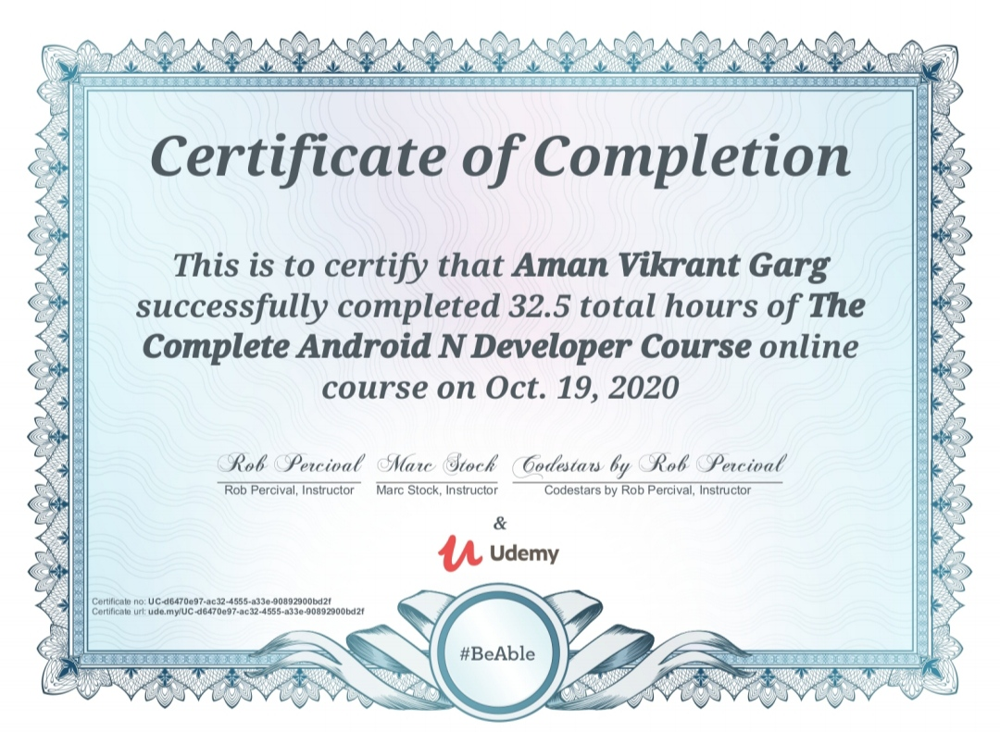 Certificate of Completion
This is to certify that Aman Vikrant Garg
successfully completed 32.5 total hours of The
Complete Android N Developer Course online
course on Oct. 19, 2020
Rob Percival Marc Stock Codestars by Rob Percival
Rob Percival, Instructor Marc Stock, Instructor Codestars by Rob Percival, Instructor
&
Udemy
Certificate no: UC-d6470e97-ac32-4555-a33e-90892900bd2f
Certificate url: ude.my/UC-d6470e97-ac32-4555-a33e-90892900bd2f
#BeAble